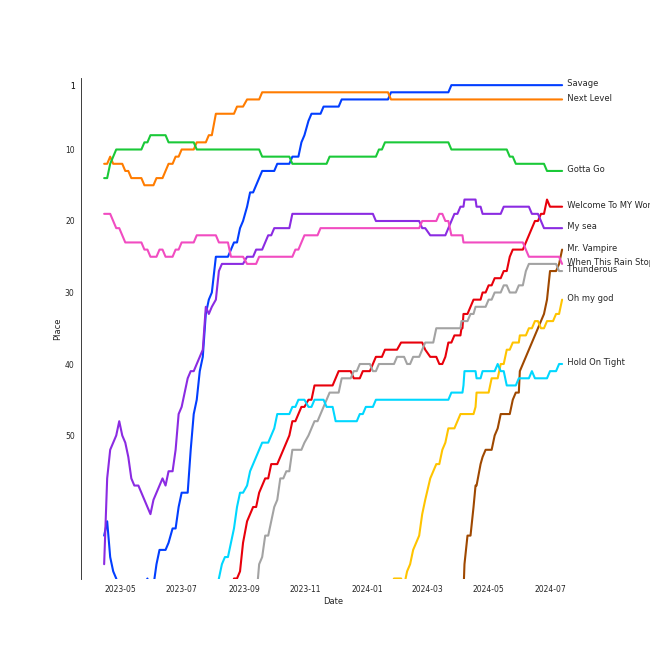 1
10
20
30
40
50
Place
2023-05
2023-07
2023-09
2023-11
2024-01
2024-03
2024-05
2024-07
Date
Savage
Next Level
Gotta Go
Welcome To MY Wor
My sea
Mr. Vampire
When This Rain Stop
Thunderous
Oh my god
Hold On Tight